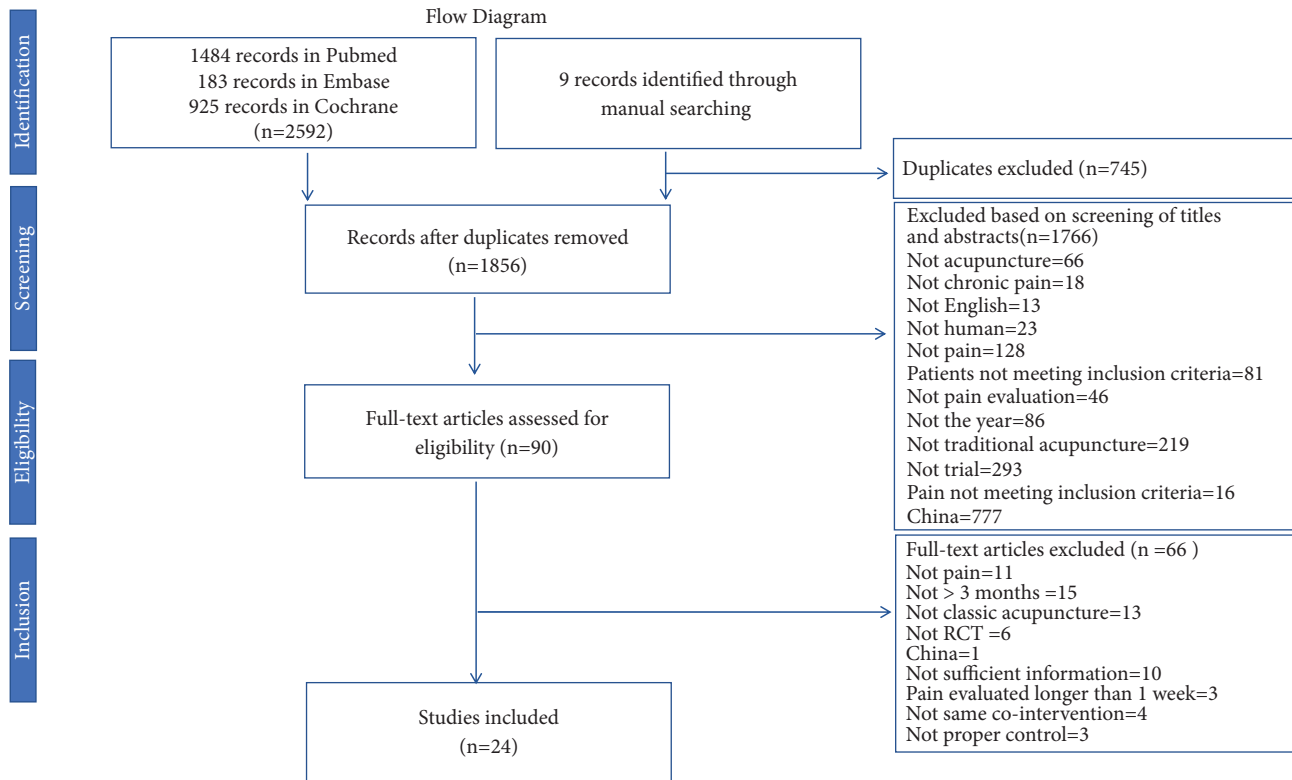 Flow Diagram
Identification
1484 records in Pubmed
183 records in Embase
925 records in Cochrane
(n=2592)
9 records identified through
manual searching
Duplicates excluded (n=745)
Screening
Records after duplicates removed
(n=1856)
Excluded based on screening of titles
and abstracts(n=1766)
Not acupuncture=66
Not chronic pain=18
Not English=13
Not human=23
Not pain=128
Patients not meeting inclusion criteria=81
Not pain evaluation=46
Not the year=86
Not traditional acupuncture=219
Not trial=293
Pain not meeting inclusion criteria=16
China=777
Eligibility
Full-text articles assessed for
eligibility (n=90)
Full-text articles excluded (n =66 )
Not pain=11
Not > 3 months =15
Not classic acupuncture=13
Not RCT =6
China=1
Not sufficient information=10
Pain evaluated longer than 1 week=3
Not same co-intervention=4
Not proper control=3
Inclusion
Studies included
(n=24)